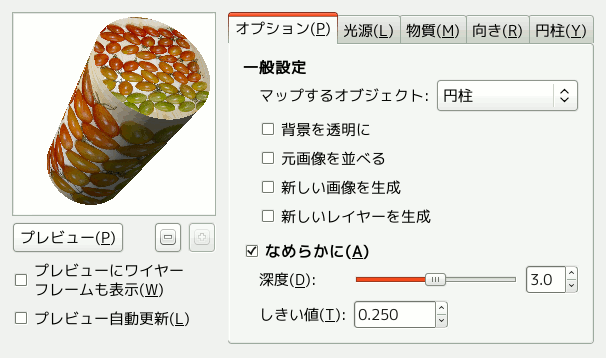 オプション(P) 光源(L) 物質(M) 向き(R) 円柱(Y)
一般設定
マップするオブジェクト: 円柱
背景を透明に
元画像を並べる
新しい画像を生成
新しいレイヤーを生成
なめらかに(A)
深度(D): 3.0
しきい値(T): 0.250
プレビュー(P)
プレビューにワイヤー
フレームも表示(W)
プレビュー自動更新(L)